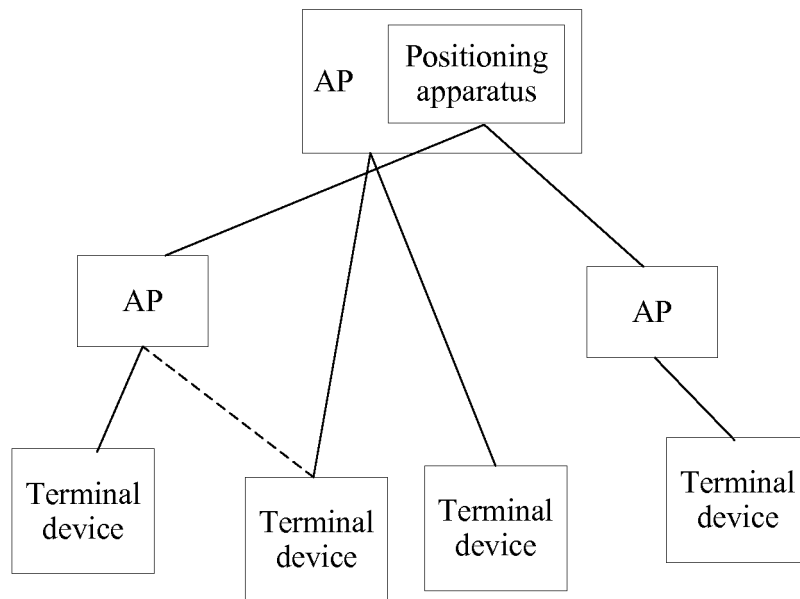 AP
Positioning
apparatus
AP
AP
Terminal
device
Terminal
device
Terminal
device
Terminal
device